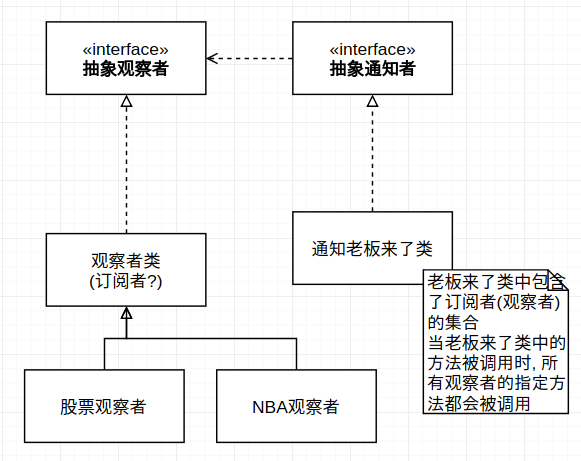 «interface»
抽象观察者
«interface»
抽象通知者
观察者类
(订阅者?)
通知老板来了类
老板来了类中包含
了订阅者(观察者)
的集合
当老板来了类中的
方法被调用时, 所
有观察者的指定方
法都会被调用
股票观察者
NBA观察者